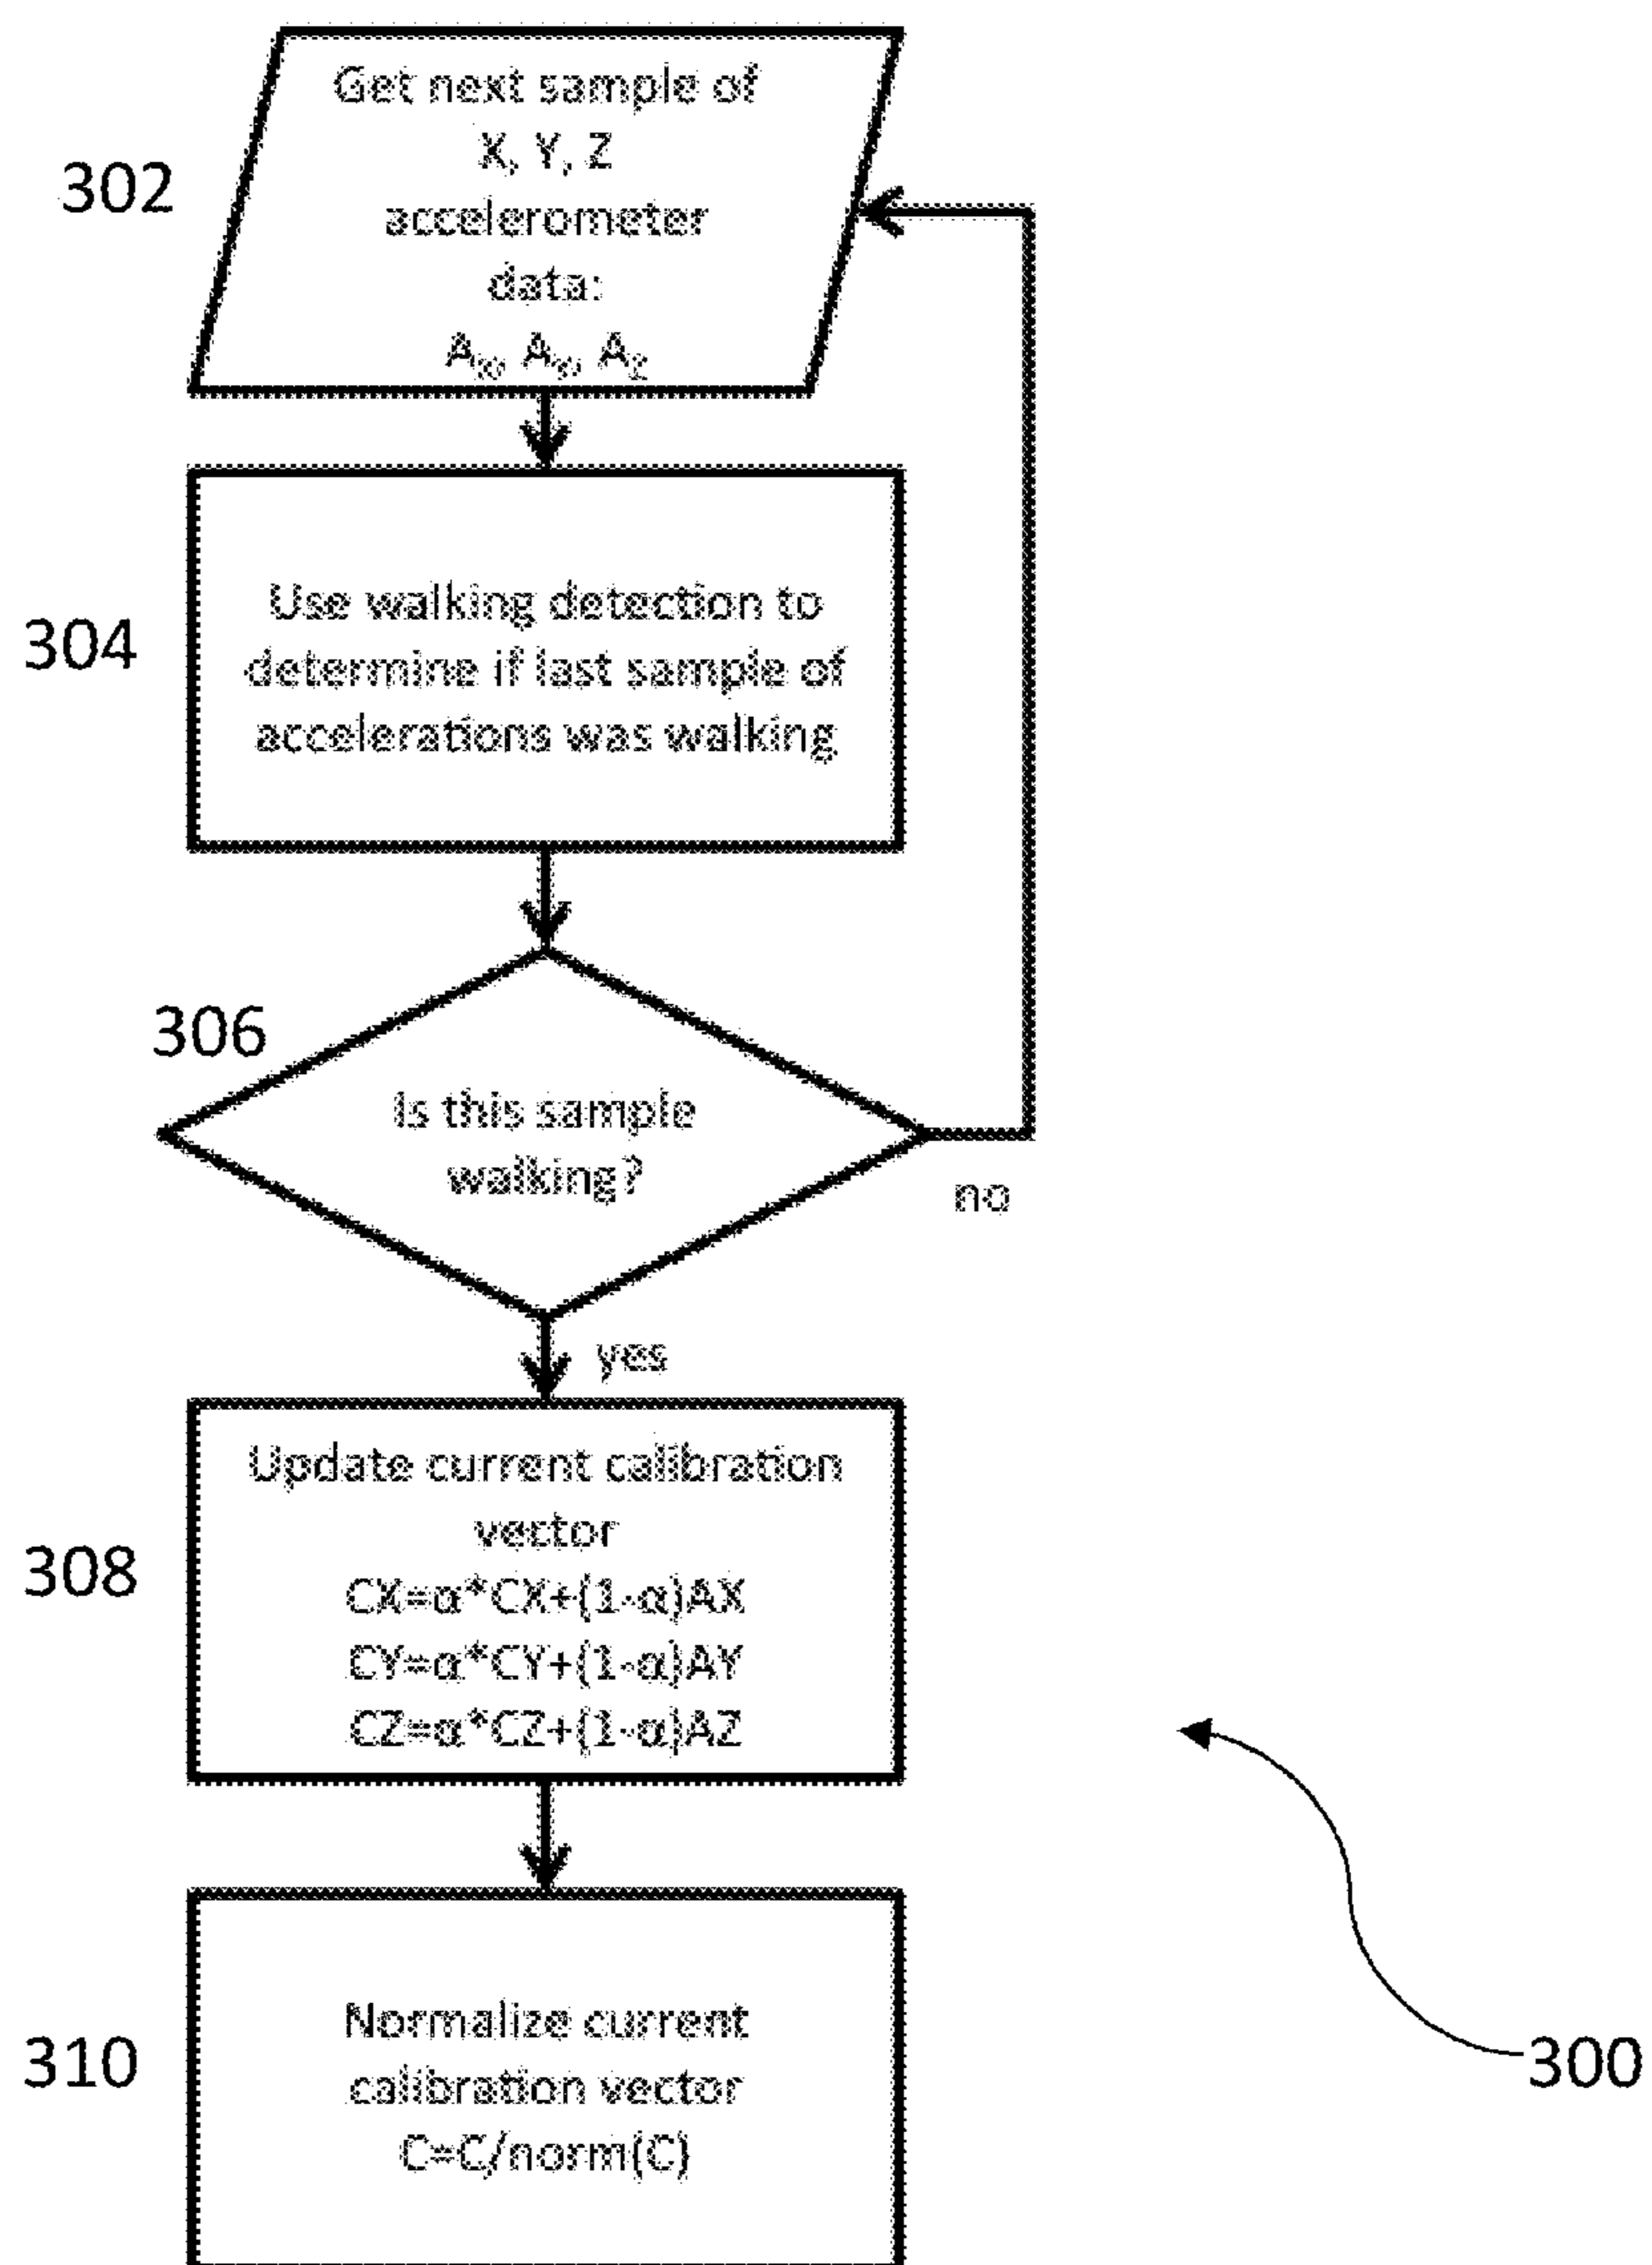 Get next sample of
X, Y, Z
accelerometer
data:
Aₓ, Aᵧ, A_Z
302
Use walking detection to
determine if last sample of
accelerations was walking
304
306
Is this sample
walking?
no
yes
Update current calibration
vector
CX=α*CX+(1-α)AX
CY=α*CY+(1-α)AY
CZ=α*CZ+(1-α)AZ
308
Normalize current
calibration vector
C=C/norm(C)
310
300